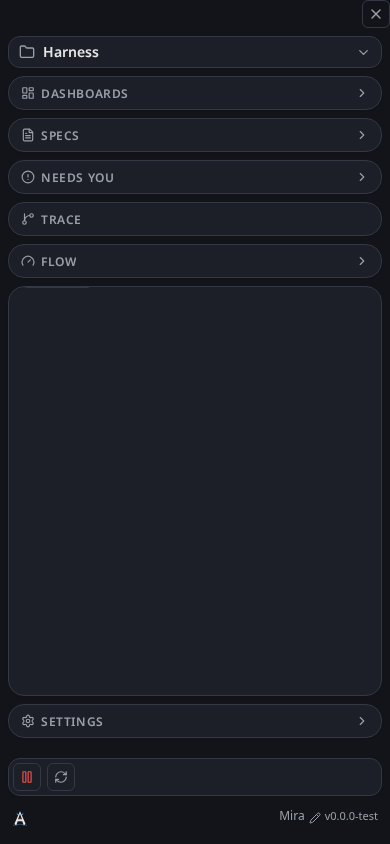 Harness
DASHBOARDS
SPECS
NEEDS YOU
TRACE
FLOW
SETTINGS
Mira v0.0.0-test